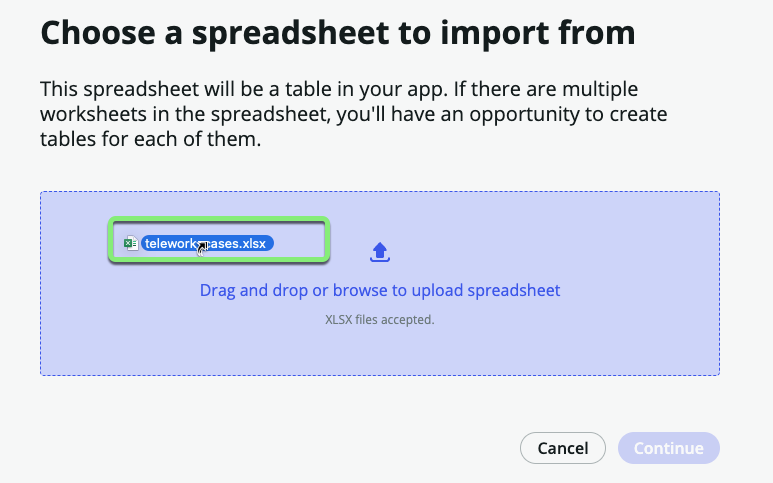 Choose a spreadsheet to import from
This spreadsheet will be a table in your app. If there are multiple
worksheets in the spreadsheet, you'll have an opportunity to create
tables for each of them.
telework-cases.xlsx
Drag and drop or browse to upload spreadsheet
XLSX files accepted.
Cancel
Continue